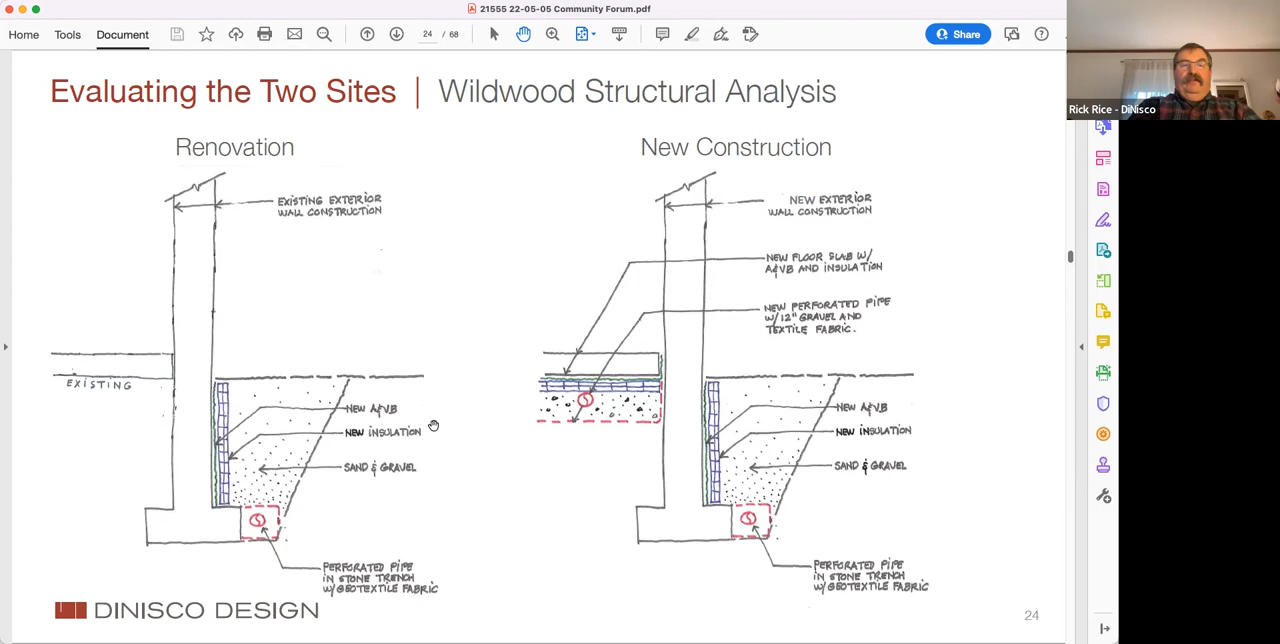 21555 22-05-05 Community Forum.pdf
Home Tools Document 24 / 68 Share
Rick Rice - DiNisco
Evaluating the Two Sites | Wildwood Structural Analysis
Renovation
EXISTING EXTERIOR
WALL CONSTRUCTION
EXISTING
NEW A&VB
NEW INSULATION
SAND & GRAVEL
PERFORATED PIPE
IN STONE TRENCH
W/GEOTEXTILE FABRIC
New Construction
NEW EXTERIOR
WALL CONSTRUCTION
NEW FLOOR SLAB W/
A&VB AND INSULATION
NEW PERFORATED PIPE
W/12" GRAVEL AND
TEXTILE FABRIC.
NEW A&VB
NEW INSULATION
SAND & GRAVEL
PERFORATED PIPE
IN STONE TRENCH
W/GEOTEXTILE FABRIC
DINISCO DESIGN
24